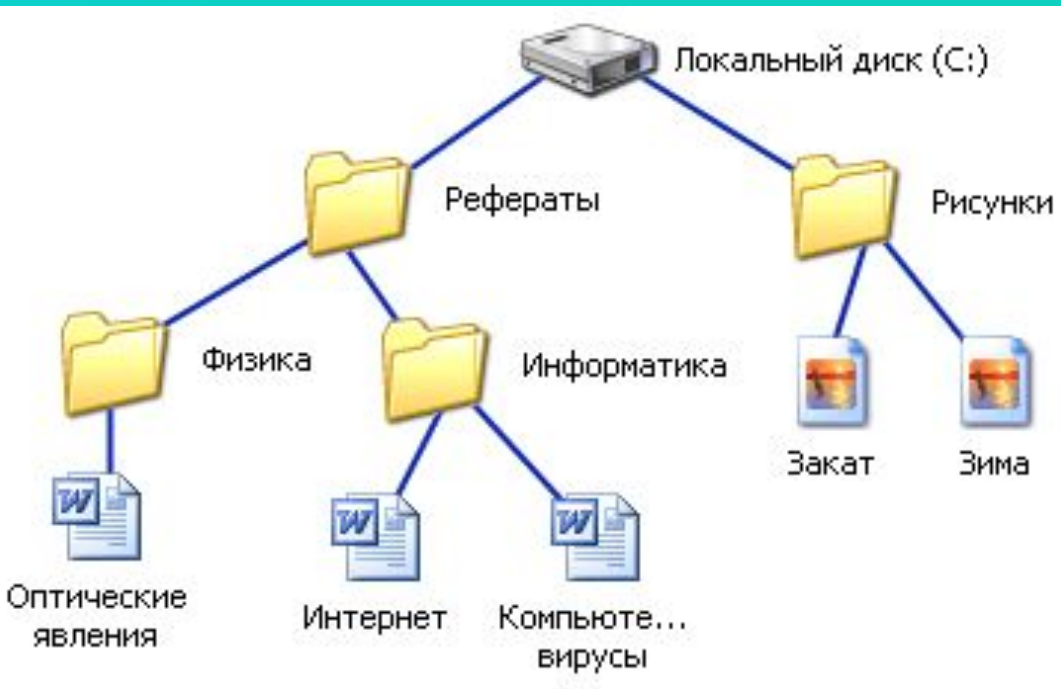 Локальный диск (C:)
Рефераты
Рисунки
Физика
Информатика
Закат
Зима
Оптические
явления
Интернет
Компьюте...
вирусы